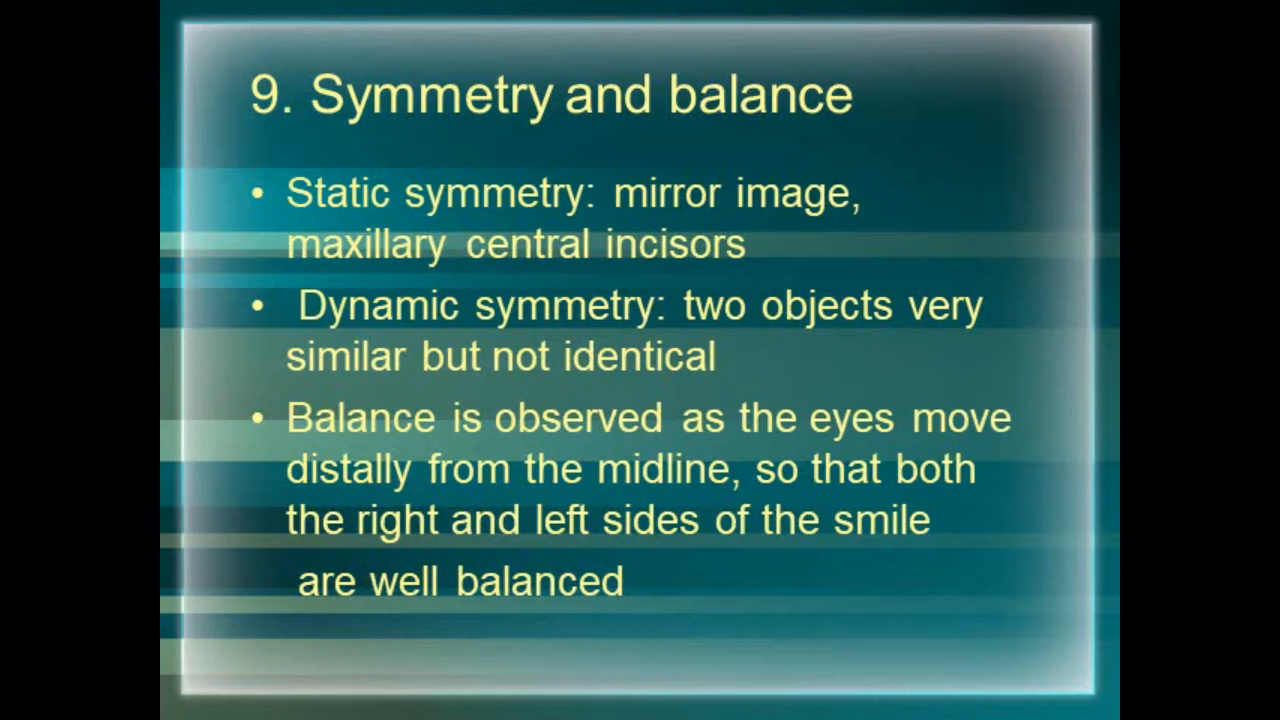 9. Symmetry and balance
• Static symmetry: mirror image,
maxillary central incisors
• Dynamic symmetry: two objects very
similar but not identical
• Balance is observed as the eyes move
distally from the midline, so that both
the right and left sides of the smile
are well balanced